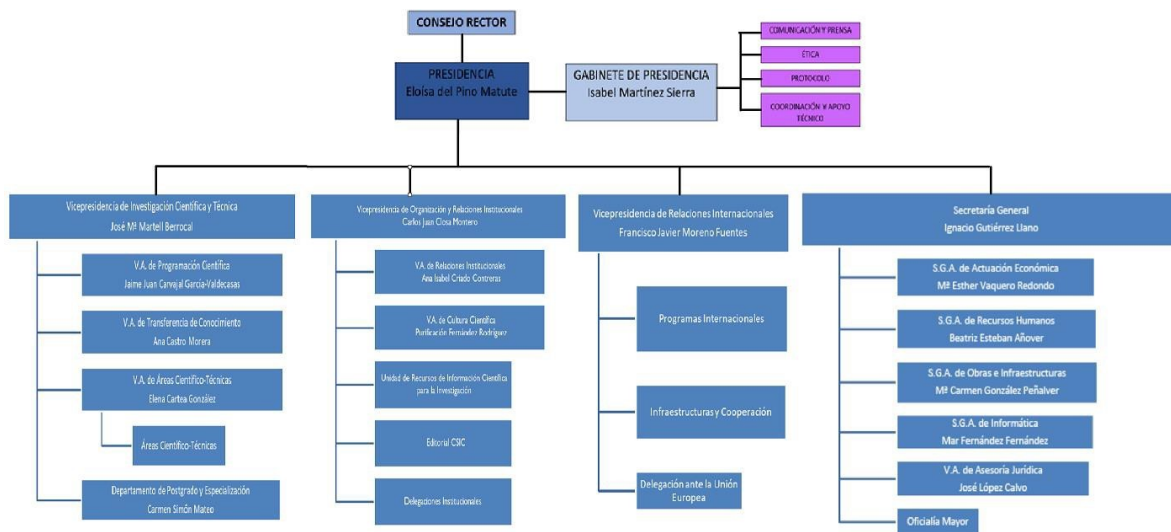 CONSEJO RECTOR
PRESIDENCIA
Eloísa del Pino Matute
GABINETE DE PRESIDENCIA
Isabel Martínez Sierra
COMUNICACIÓN Y PRENSA
ÉTICA
PROTOCOLO
COORDINACIÓN Y APOYO
TÉCNICO
Vicepresidencia de Investigación Científica y Técnica
José Mª Martell Berrocal
V.A. de Programación Científica
Jaime Juan Carvajal García-Valdecasas
V.A. de Transferencia de Conocimiento
Ana Castro Morera
V.A. de Áreas Científico-Técnicas
Elena Cartea González
Áreas Científico-Técnicas
Departamento de Postgrado y Especialización
Carmen Simón Mateo
Vicepresidencia de Organización y Relaciones Institucionales
Carlos Juan Closa Montero
V.A. de Relaciones Institucionales
Ana Isabel Criado Contreras
V.A. de Cultura Científica
Purificación Fernández Rodríguez
Unidad de Recursos de Información Científica
para la Investigación
Editorial CSIC
Delegaciones Institucionales
Vicepresidencia de Relaciones Internacionales
Francisco Javier Moreno Fuentes
Programas Internacionales
Infraestructuras y Cooperación
Delegación ante la Unión
Europea
Secretaría General
Ignacio Gutiérrez Llano
S.G.A. de Actuación Económica
Mª Esther Vaquero Redondo
S.G.A. de Recursos Humanos
Beatriz Esteban Añover
S.G.A. de Obras e Infraestructuras
Mª Carmen González Peñalver
S.G.A. de Informática
Mar Fernández Fernández
V.A. de Asesoría Jurídica
José López Calvo
Oficialía Mayor